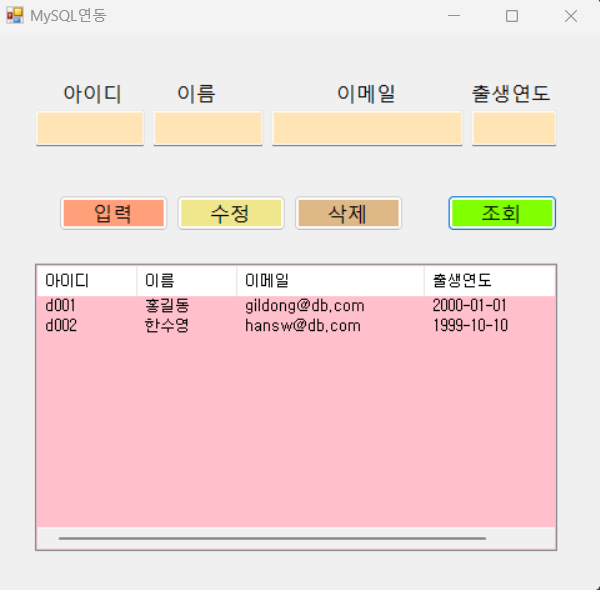 MySQL연동
아이디 이름 이메일 출생연도
입력 수정 삭제 조회
아이디 이름 이메일 출생연도
d001 홍길동 gildong@db.com 2000-01-01
d002 한수영 hansw@db.com 1999-10-10